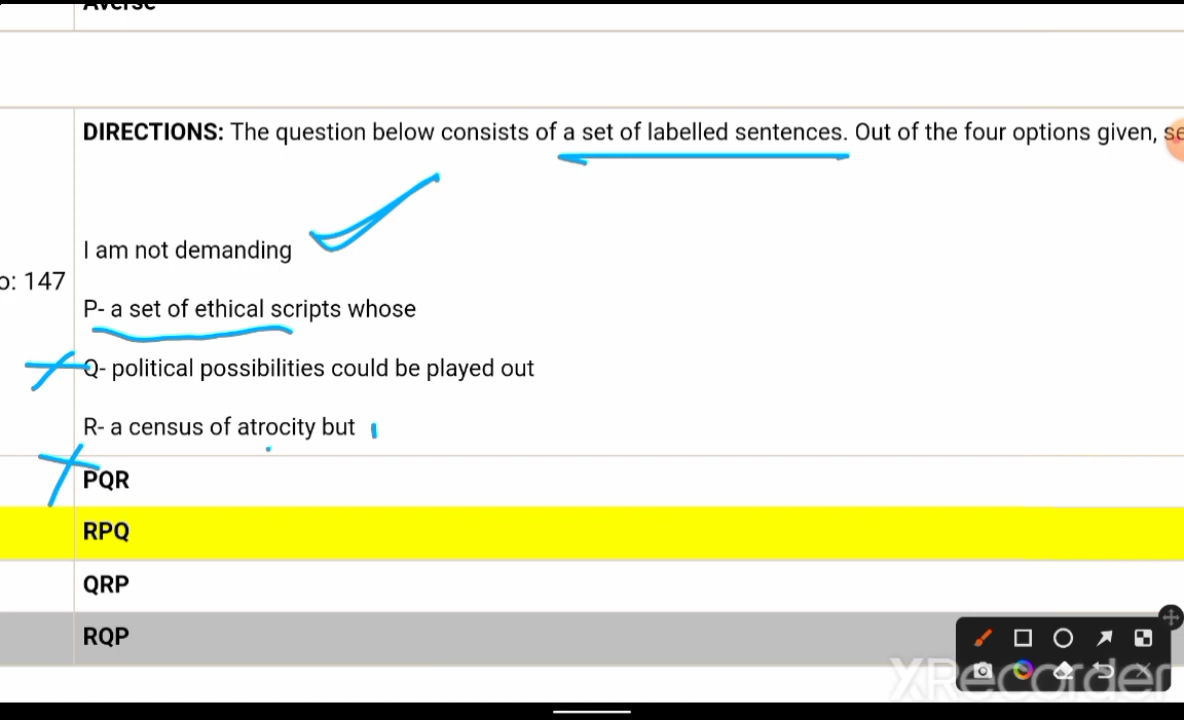 Averse
DIRECTIONS: The question below consists of a set of labelled sentences. Out of the four options given, se
I am not demanding
o: 147
P- a set of ethical scripts whose
Q- political possibilities could be played out
R- a census of atrocity but
PQR
RPQ
QRP
RQP
XRecorder